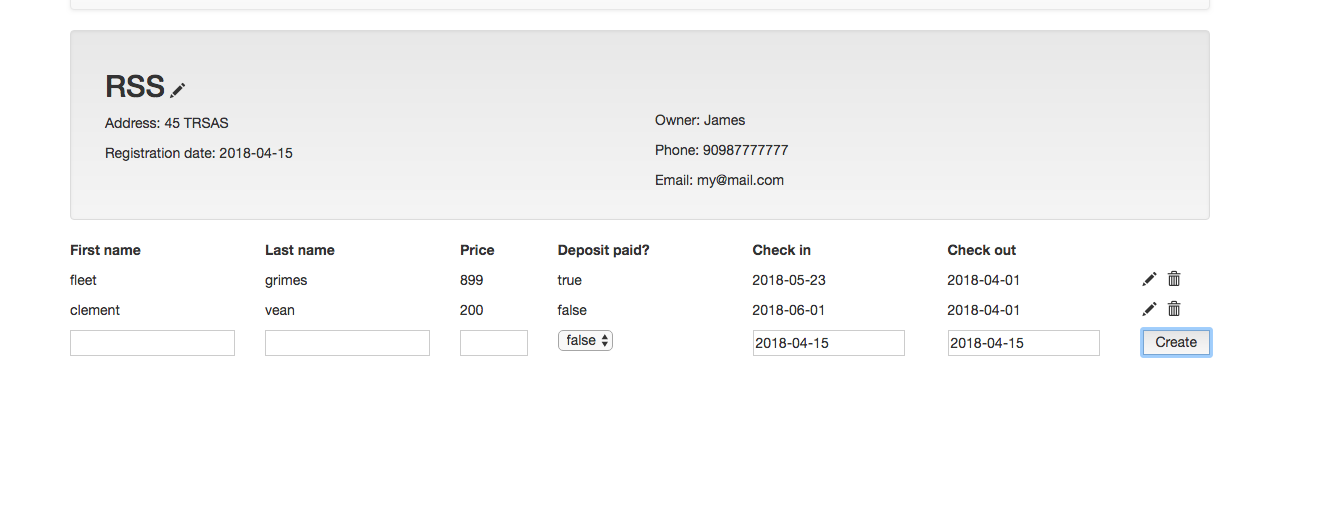 RSS
Address: 45 TRSAS
Registration date: 2018-04-15
Owner: James
Phone: 90987777777
Email: my@mail.com
First name Last name Price Deposit paid? Check in Check out
fleet grimes 899 true 2018-05-23 2018-04-01
clement vean 200 false 2018-06-01 2018-04-01
false 2018-04-15 2018-04-15 Create